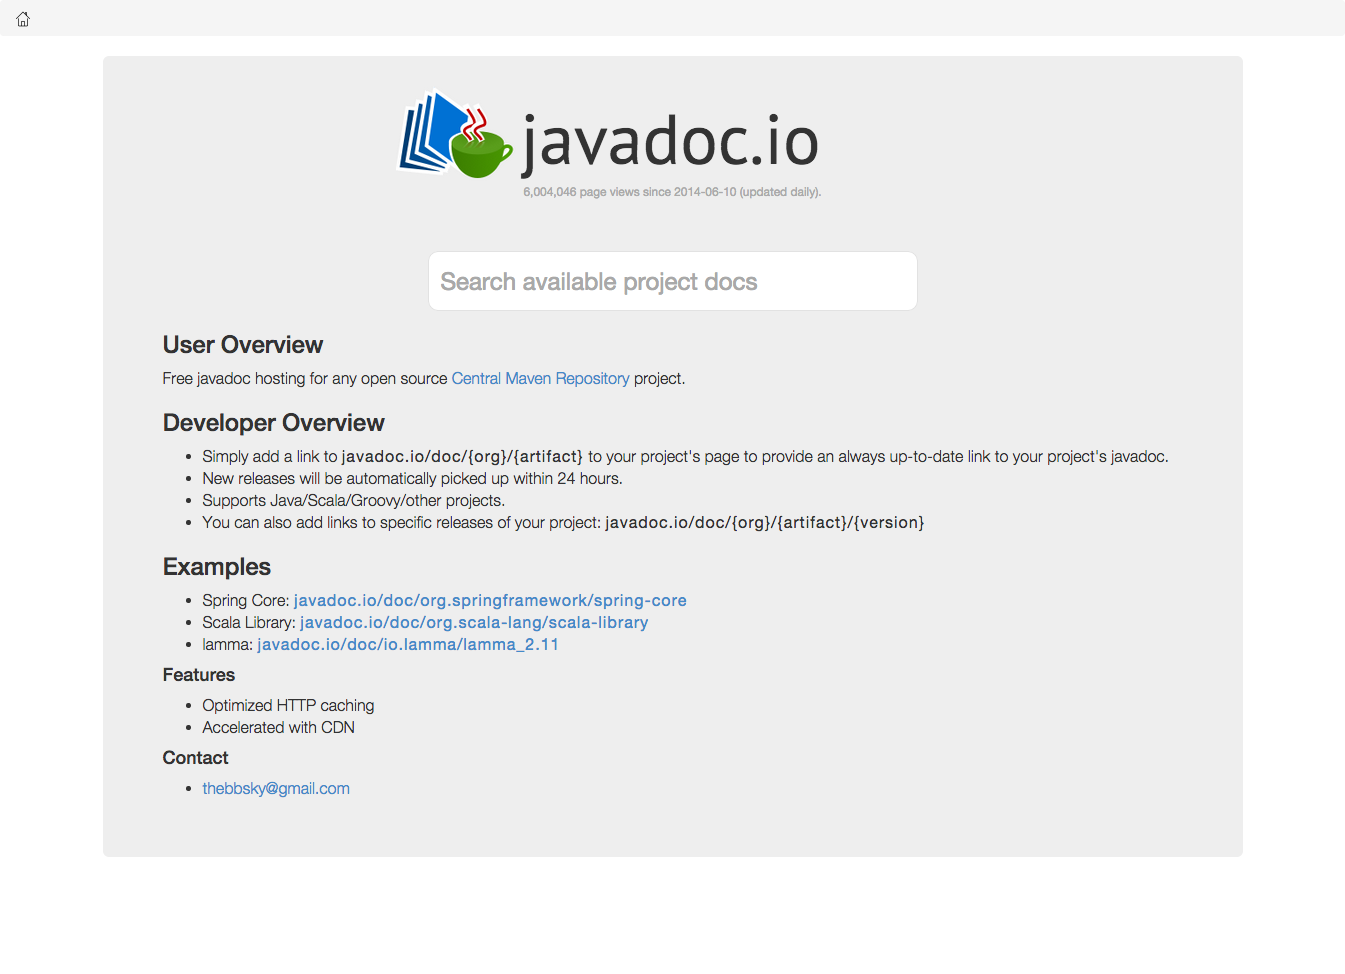 javadoc.io
6,004,046 page views since 2014-06-10 (updated daily).
Search available project docs
User Overview
Free javadoc hosting for any open source Central Maven Repository project.
Developer Overview
Simply add a link to javadoc.io/doc/{org}/{artifact} to your project's page to provide an always up-to-date link to your project's javadoc.
New releases will be automatically picked up within 24 hours.
Supports Java/Scala/Groovy/other projects.
You can also add links to specific releases of your project: javadoc.io/doc/{org}/{artifact}/{version}
Examples
Spring Core: javadoc.io/doc/org.springframework/spring-core
Scala Library: javadoc.io/doc/org.scala-lang/scala-library
lamma: javadoc.io/doc/io.lamma/lamma_2.11
Features
Optimized HTTP caching
Accelerated with CDN
Contact
thebbsky@gmail.com